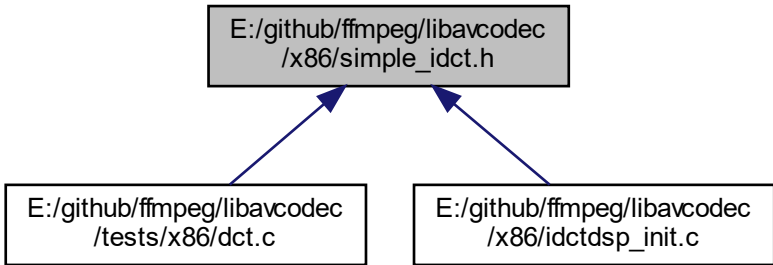 E:/github/ffmpeg/libavcodec
/x86/simple_idct.h
E:/github/ffmpeg/libavcodec
/tests/x86/dct.c
E:/github/ffmpeg/libavcodec
/x86/idctdsp_init.c